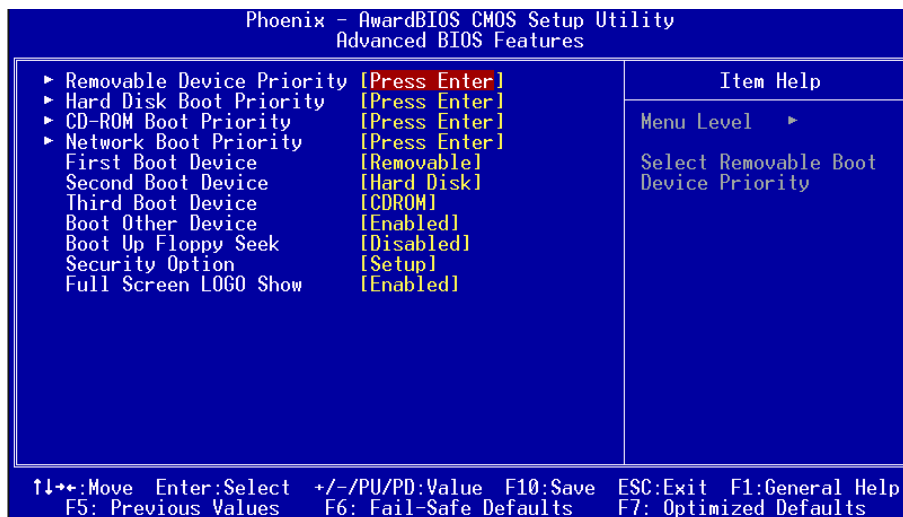 Phoenix - AwardBIOS CMOS Setup Utility
Advanced BIOS Features
► Removable Device Priority [Press Enter]
► Hard Disk Boot Priority [Press Enter]
► CD-ROM Boot Priority [Press Enter]
► Network Boot Priority [Press Enter]
First Boot Device [Removable]
Second Boot Device [Hard Disk]
Third Boot Device [CDROM]
Boot Other Device [Enabled]
Boot Up Floppy Seek [Disabled]
Security Option [Setup]
Full Screen LOGO Show [Enabled]
Item Help
Menu Level ►
Select Removable Boot
Device Priority
↑↓→←:Move Enter:Select +/-/PU/PD:Value F10:Save ESC:Exit F1:General Help
F5: Previous Values F6: Fail-Safe Defaults F7: Optimized Defaults